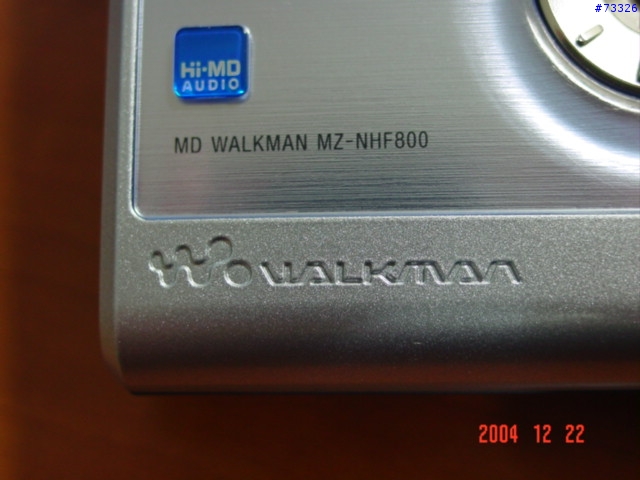 #73326
Hi-MD
AUDIO
MD WALKMAN MZ-NHF800
WALKMAN
2004 12 22